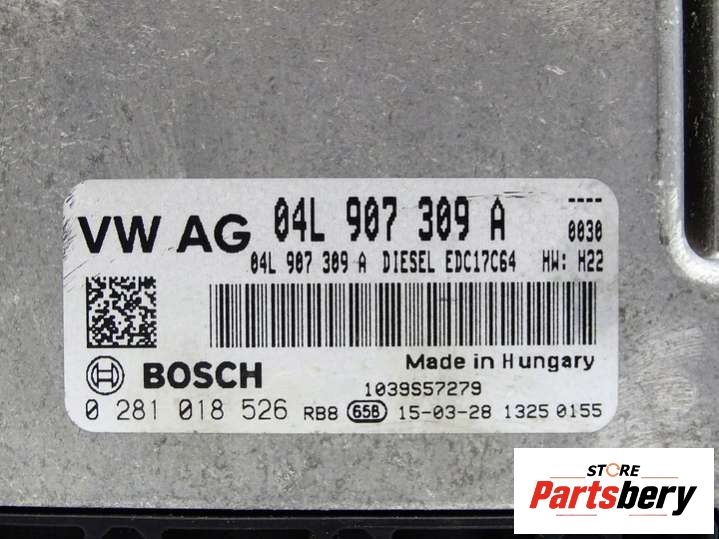 VW AG 04L 907 309 A ----
0030
04L 907 309 A DIESEL EDC17C64 HW: H22
BOSCH
Made in Hungary
1039S57279
0 281 018 526 RB8 658 15-03-28 1325 0155
STORE
Partsbery